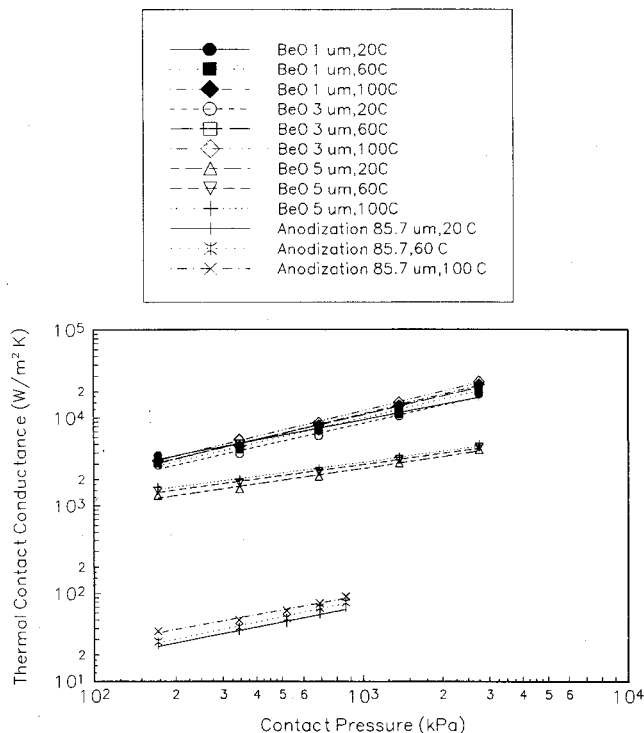 BeO 1 um,20C
BeO 1 um,60C
BeO 1 um,100C
BeO 3 um,20C
BeO 3 um,60C
BeO 3 um,100C
BeO 5 um,20C
BeO 5 um,60C
BeO 5 um,100C
Anodization 85.7 um,20 C
Anodization 85.7,60 C
Anodization 85.7 um,100 C
Thermal Contact Conductance (W/m² K)
10⁵
2
10⁴
2
10³
2
10²
2
10¹
10² 2 3 4 5 6 10³ 2 3 4 5 6 10⁴
Contact Pressure (kPa)